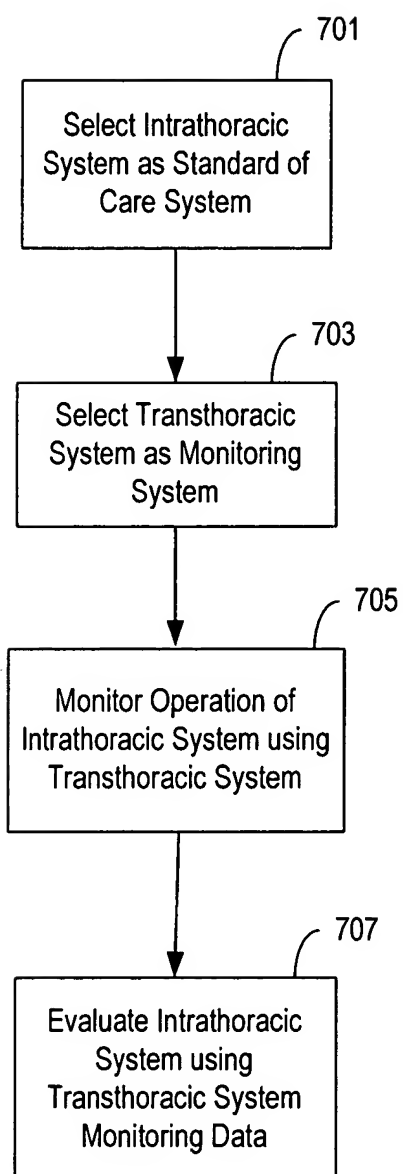 701
Select Intrathoracic
System as Standard of
Care System
703
Select Transthoracic
System as Monitoring
System
705
Monitor Operation of
Intrathoracic System using
Transthoracic System
707
Evaluate Intrathoracic
System using
Transthoracic System
Monitoring Data